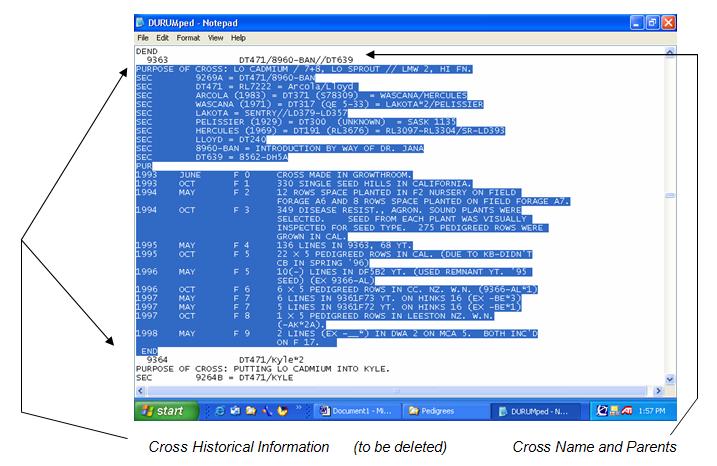 DURUMped - Notepad
File Edit Format View Help
DEND
9363 DT471/8960-BAN//DT639
PURPOSE OF CROSS: LO CADMIUM / 7+8, LO SPROUT // LMW 2, HI FN.
SEC 9269A = DT471/8960-BAN
SEC DT471 = RL7222 = Arcola/Lloyd
SEC ARCOLA (1983) = DT371 (S78309) = WASCANA/HERCULES
SEC WASCANA (1971) = DT317 (QE 5-33) = LAKOTA*2/PELISSIER
SEC LAKOTA = SENTRY//LD379-LD357
SEC PELISSIER (1929) = DT300 (UNKNOWN) = SASK 1135
SEC HERCULES (1969) = DT191 (RL3676) = RL3097-RL3304/SR-LD393
SEC LLOYD = DT240
SEC 8960-BAN = INTRODUCTION BY WAY OF DR. JANA
SEC DT639 = 8562-DH5A
PUR
1993 JUNE F 0 CROSS MADE IN GROWTHROOM.
1993 OCT F 1 330 SINGLE SEED HILLS IN CALIFORNIA.
1994 MAY F 2 12 ROWS SPACE PLANTED IN F2 NURSERY ON FIELD
FORAGE A6 AND 8 ROWS SPACE PLANTED ON FIELD FORAGE A7.
1994 OCT F 3 349 DISEASE RESIST., AGRON. SOUND PLANTS WERE
SELECTED. SEED FROM EACH PLANT WAS VISUALLY
INSPECTED FOR SEED TYPE. 275 PEDIGREED ROWS WERE
GROWN IN CAL.
1995 MAY F 4 136 LINES IN 9363, 68 YT.
1995 OCT F 5 22 X 5 PEDIGREED ROWS IN CAL. (DUE TO KB-DIDN'T
CB IN SPRING '96)
1996 MAY F 5 10(-) LINES IN DF5B2 YT. (USED REMNANT YT. '95
SEED) (EX 9366-AL)
1996 OCT F 6 6 X 5 PEDIGREED ROWS IN CC. NZ. W.N. (9366-AL*1)
1997 MAY F 7 6 LINES IN 9361F73 YT. ON HINKS 16 (EX -BE*3)
1997 MAY F 7 5 LINES IN 9361F72 YT. ON HINKS 16 (EX -BE*1)
1997 OCT F 8 1 X 5 PEDIGREED ROWS IN LEESTON NZ. W.N.
(-AK*2A).
1998 MAY F 9 2 LINES (EX -__*) IN DWA 2 ON MCA 5. BOTH INC'D
ON F 17.
END
9364 DT471/Kyle*2
PURPOSE OF CROSS: PUTTING LO CADMIUM INTO KYLE.
SEC 9264B = DT471/KYLE
start
Document1 - Mi...
Pedigrees
DURUMped - N...
1:57 PM
Cross Historical Information (to be deleted)
Cross Name and Parents